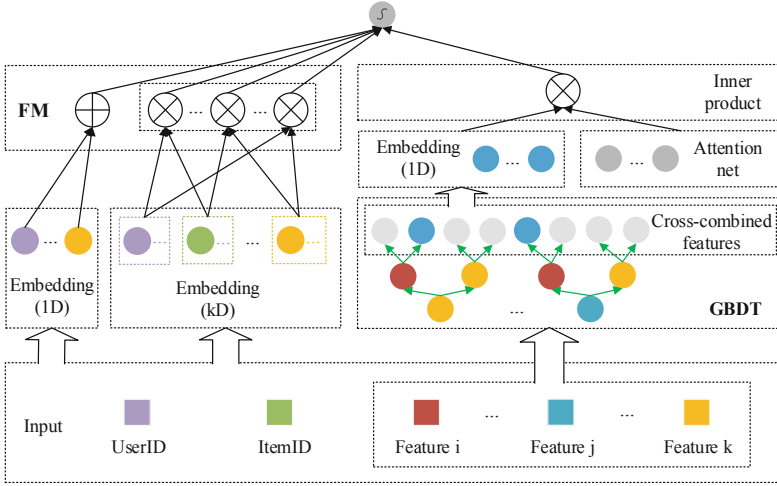 ∫
FM
... ...
Inner
product
Embedding
(1D)
...
Attention
net
...
...
Embedding
(1D)
...
Embedding
(kD)
Cross-combined
features
...
GBDT
Input
UserID
ItemID
Feature i
...
Feature j
...
Feature k